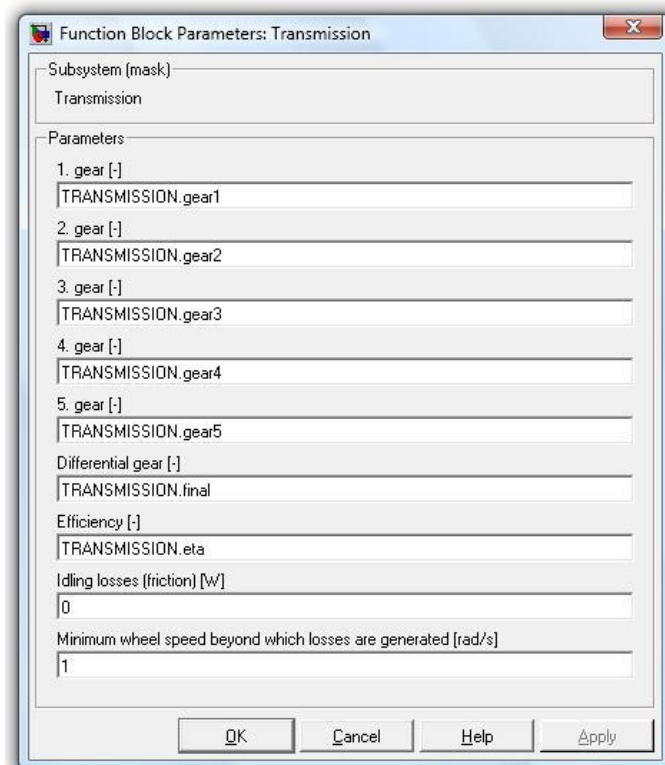 Function Block Parameters: Transmission
Subsystem (mask)
Transmission
Parameters
1. gear [-]
TRANSMISSION.gear1
2. gear [-]
TRANSMISSION.gear2
3. gear [-]
TRANSMISSION.gear3
4. gear [-]
TRANSMISSION.gear4
5. gear [-]
TRANSMISSION.gear5
Differential gear [-]
TRANSMISSION.final
Efficiency [-]
TRANSMISSION.eta
Idling losses (friction) [W]
0
Minimum wheel speed beyond which losses are generated [rad/s]
1
OK Cancel Help Apply